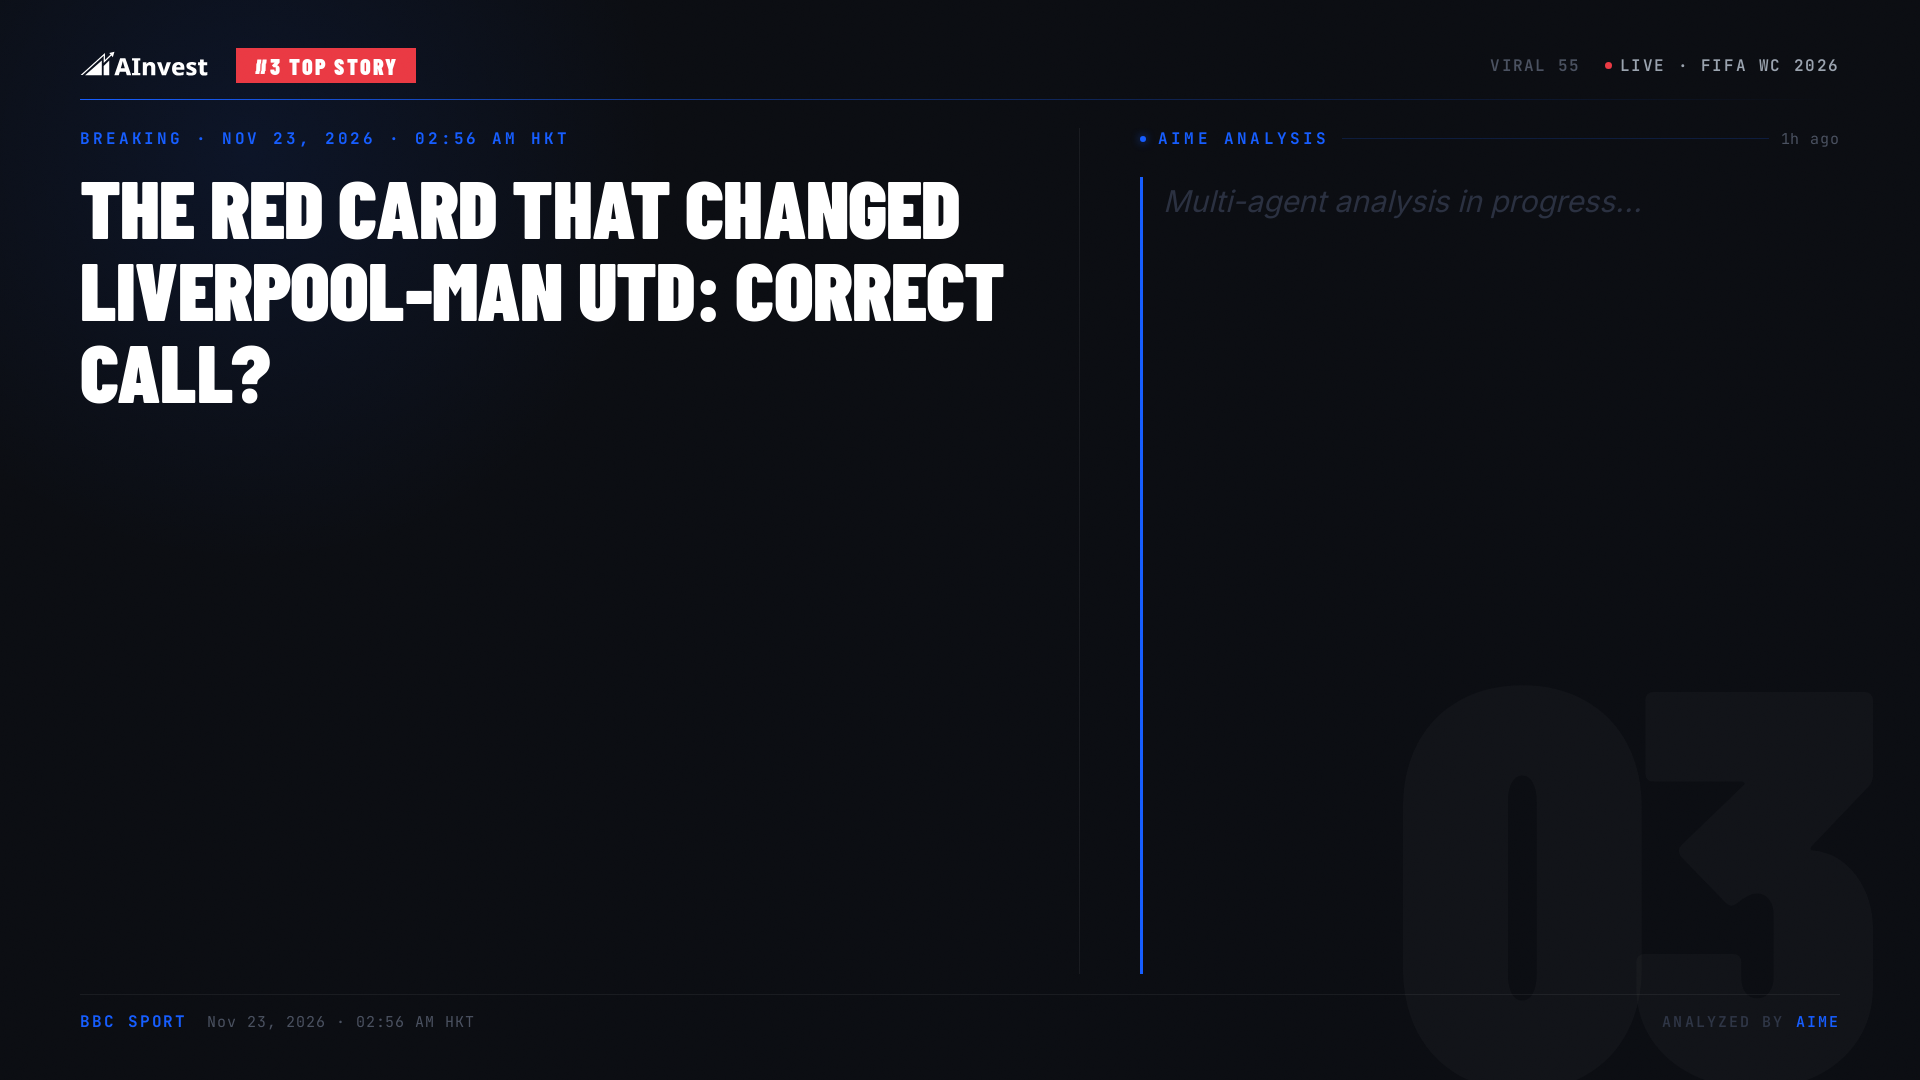 AInvest
#3 TOP STORY
VIRAL 55
LIVE · FIFA WC 2026
BREAKING · NOV 23, 2026 · 02:56 AM HKT
THE RED CARD THAT CHANGED
LIVERPOOL-MAN UTD: CORRECT
CALL?
AIME ANALYSIS
1h ago
Multi-agent analysis in progress...
03
BBC SPORT
Nov 23, 2026 · 02:56 AM HKT
ANALYZED BY AIME